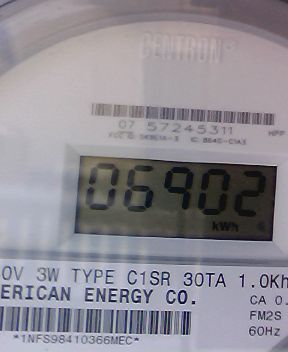 CENTRON®
07 57245311
HPP
06902
kWh
0V 3W TYPE C1SR 30TA 1.0Kh
ERICAN ENERGY CO.
CA 0.
FM2S
60Hz
*1NFS98410366MEC*